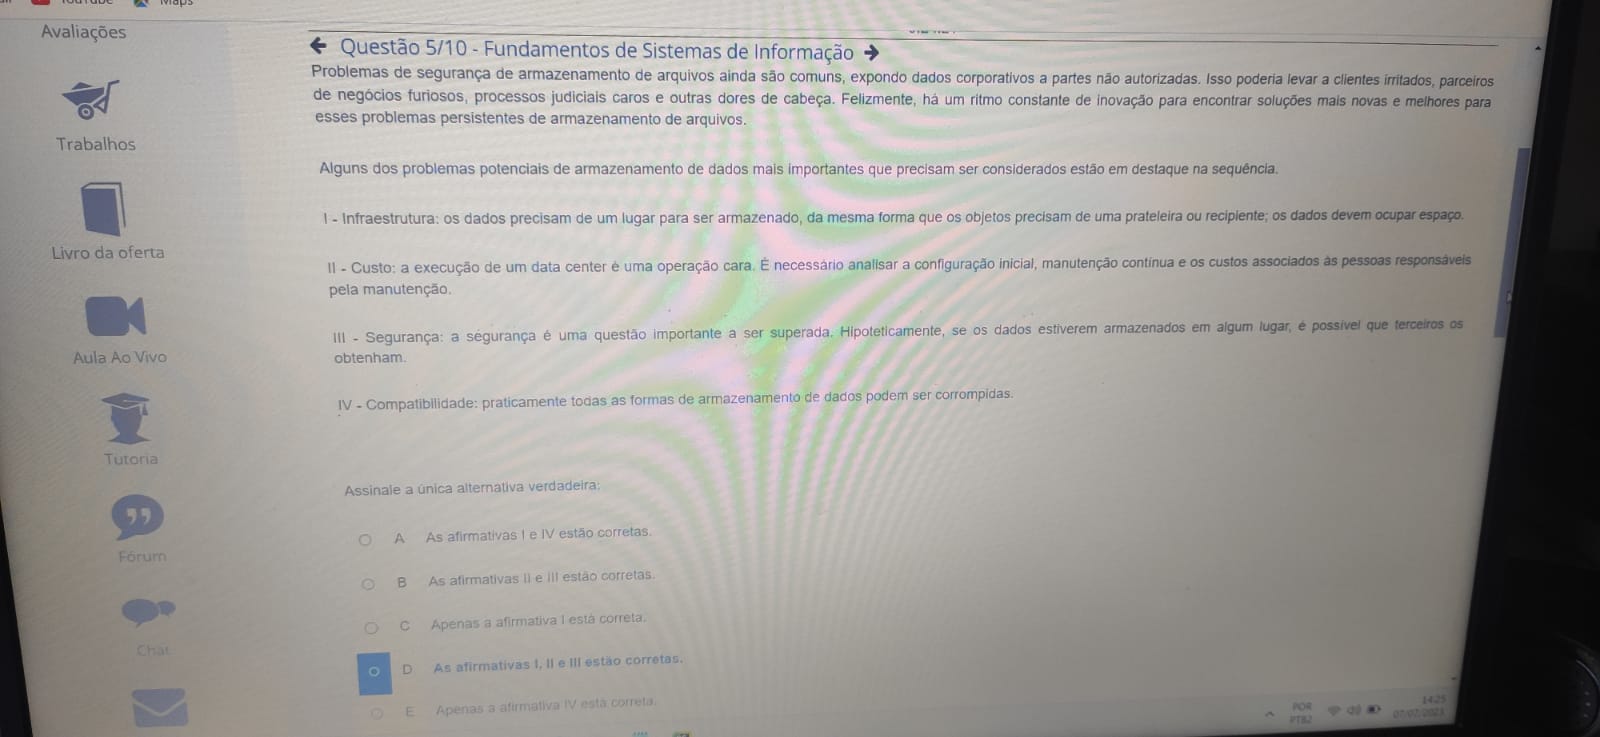 YouTube
Maps
Avaliações
Trabalhos
Livro da oferta
Aula Ao Vivo
Tutoria
Fórum
Chat
Questão 5/10 - Fundamentos de Sistemas de Informação
Problemas de segurança de armazenamento de arquivos ainda são comuns, expondo dados corporativos a partes não autorizadas. Isso poderia levar a clientes irritados, parceiros
de negócios furiosos, processos judiciais caros e outras dores de cabeça. Felizmente, há um ritmo constante de inovação para encontrar soluções mais novas e melhores para
esses problemas persistentes de armazenamento de arquivos.
Alguns dos problemas potenciais de armazenamento de dados mais importantes que precisam ser considerados estão em destaque na sequência.
I - Infraestrutura: os dados precisam de um lugar para ser armazenado, da mesma forma que os objetos precisam de uma prateleira ou recipiente; os dados devem ocupar espaço.
II - Custo: a execução de um data center é uma operação cara. É necessário analisar a configuração inicial, manutenção contínua e os custos associados às pessoas responsáveis
pela manutenção.
III - Segurança: a segurança é uma questão importante a ser superada. Hipoteticamente, se os dados estiverem armazenados em algum lugar, é possível que terceiros os
obtenham.
IV - Compatibilidade: praticamente todas as formas de armazenamento de dados podem ser corrompidas.
Assinale a única alternativa verdadeira:
A As afirmativas I e IV estão corretas.
B As afirmativas II e III estão corretas.
C Apenas a afirmativa I está correta.
D As afirmativas I, II e III estão corretas.
E Apenas a afirmativa IV está correta.
POR
PTB2
14:25
07/07/2023